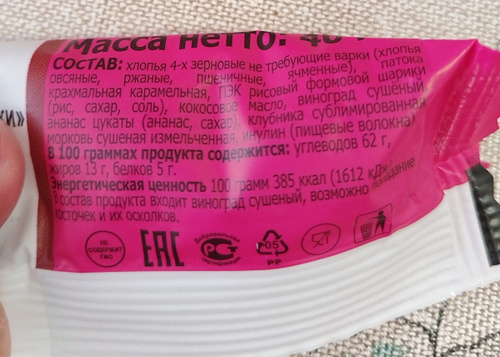 Масса нетто: 40
СОСТАВ: хлопья 4-х зерновые не требующие варки (хлопья
овсяные, ржаные, пшеничные, ячменные), патока
крахмальная карамельная, ПЭК рисовый формовой шарики
(рис, сахар, соль), кокосовое масло, виноград сушеный,
ананас цукаты (ананас, сахар), клубника сублимированная
морковь сушеная измельченная, инулин (пищевые волокна)
В 100 граммах продукта содержится: углеводов 62 г,
жиров 13 г, белков 5 г.
Энергетическая ценность 100 грамм 385 ккал (1612 кДж
В состав продукта входит виноград сушеный, возможно
косточек и их осколков.
НЕ СОДЕРЖИТ ГМО
ЕАС
Добровольная сертификация
05
PP